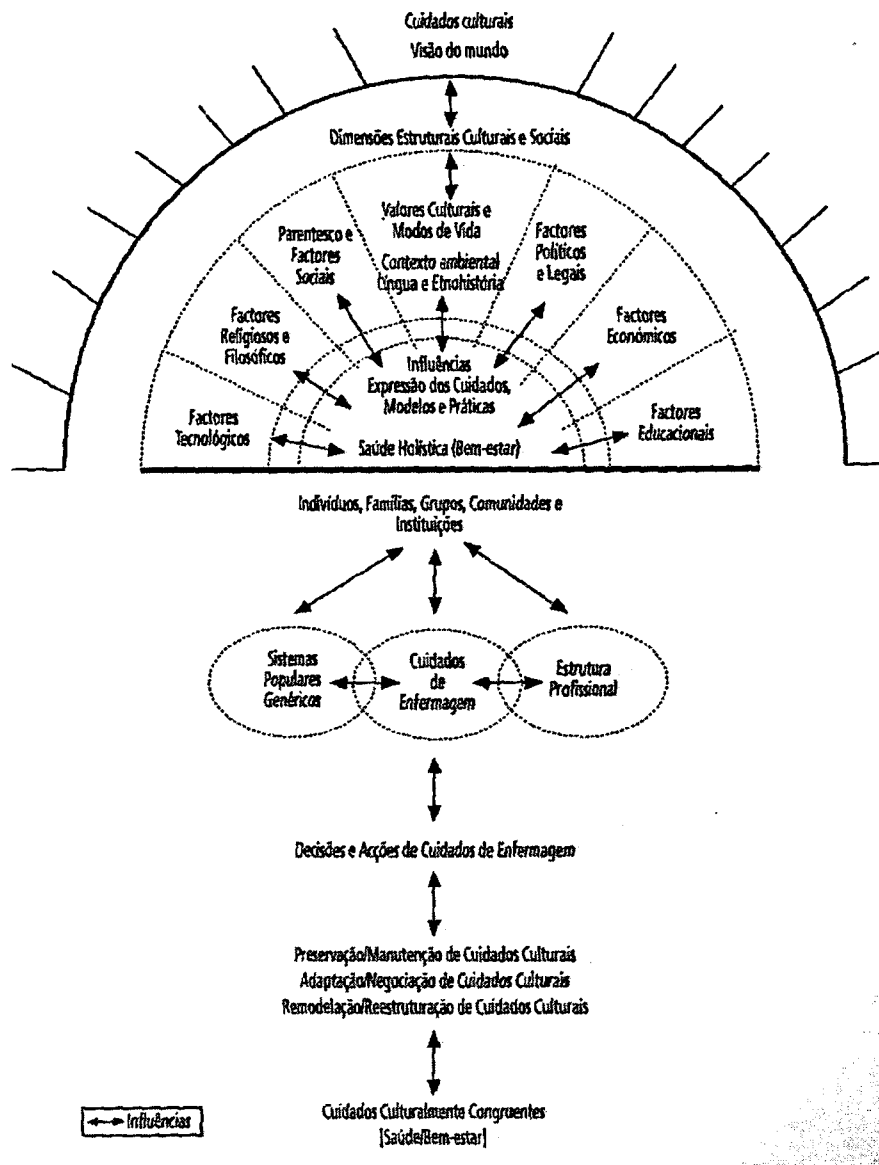 Cuidados culturais
Visão do mundo
Dimensões Estruturais Culturais e Sociais
Valores Culturais e
Modos de Vida
Contexto ambiental
Língua e Etnohistória
Parentesco e
Factores
Sociais
Factores
Políticos
e Legais
Factores
Religiosos e
Filosóficos
Factores
Económicos
Factores
Tecnológicos
Factores
Educacionais
Influências
Expressão dos Cuidados,
Modelos e Práticas
Saúde Holística (Bem-estar)
Indivíduos, Famílias, Grupos, Comunidades e
Instituições
Sistemas
Populares
Genéricos
Cuidados
de
Enfermagem
Estrutura
Profissional
Decisões e Acções de Cuidados de Enfermagem
Preservação/Manutenção de Cuidados Culturais
Adaptação/Negociação de Cuidados Culturais
Remodelação/Reestruturação de Cuidados Culturais
Cuidados Culturalmente Congruentes
[Saúde/Bem-estar]
Influências